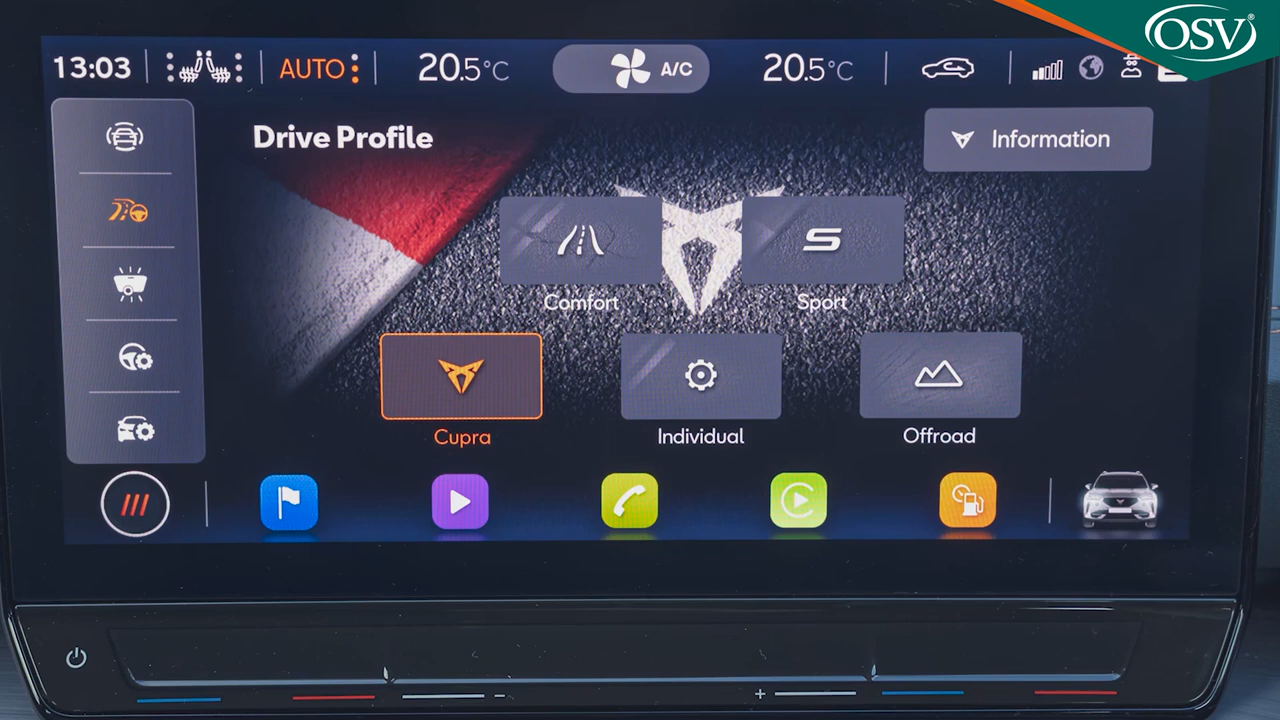 OSV®
13:03 AUTO 20.5°C A/C 20.5°C
Drive Profile
Information
S
Comfort
Sport
Cupra
Individual
Offroad
− +